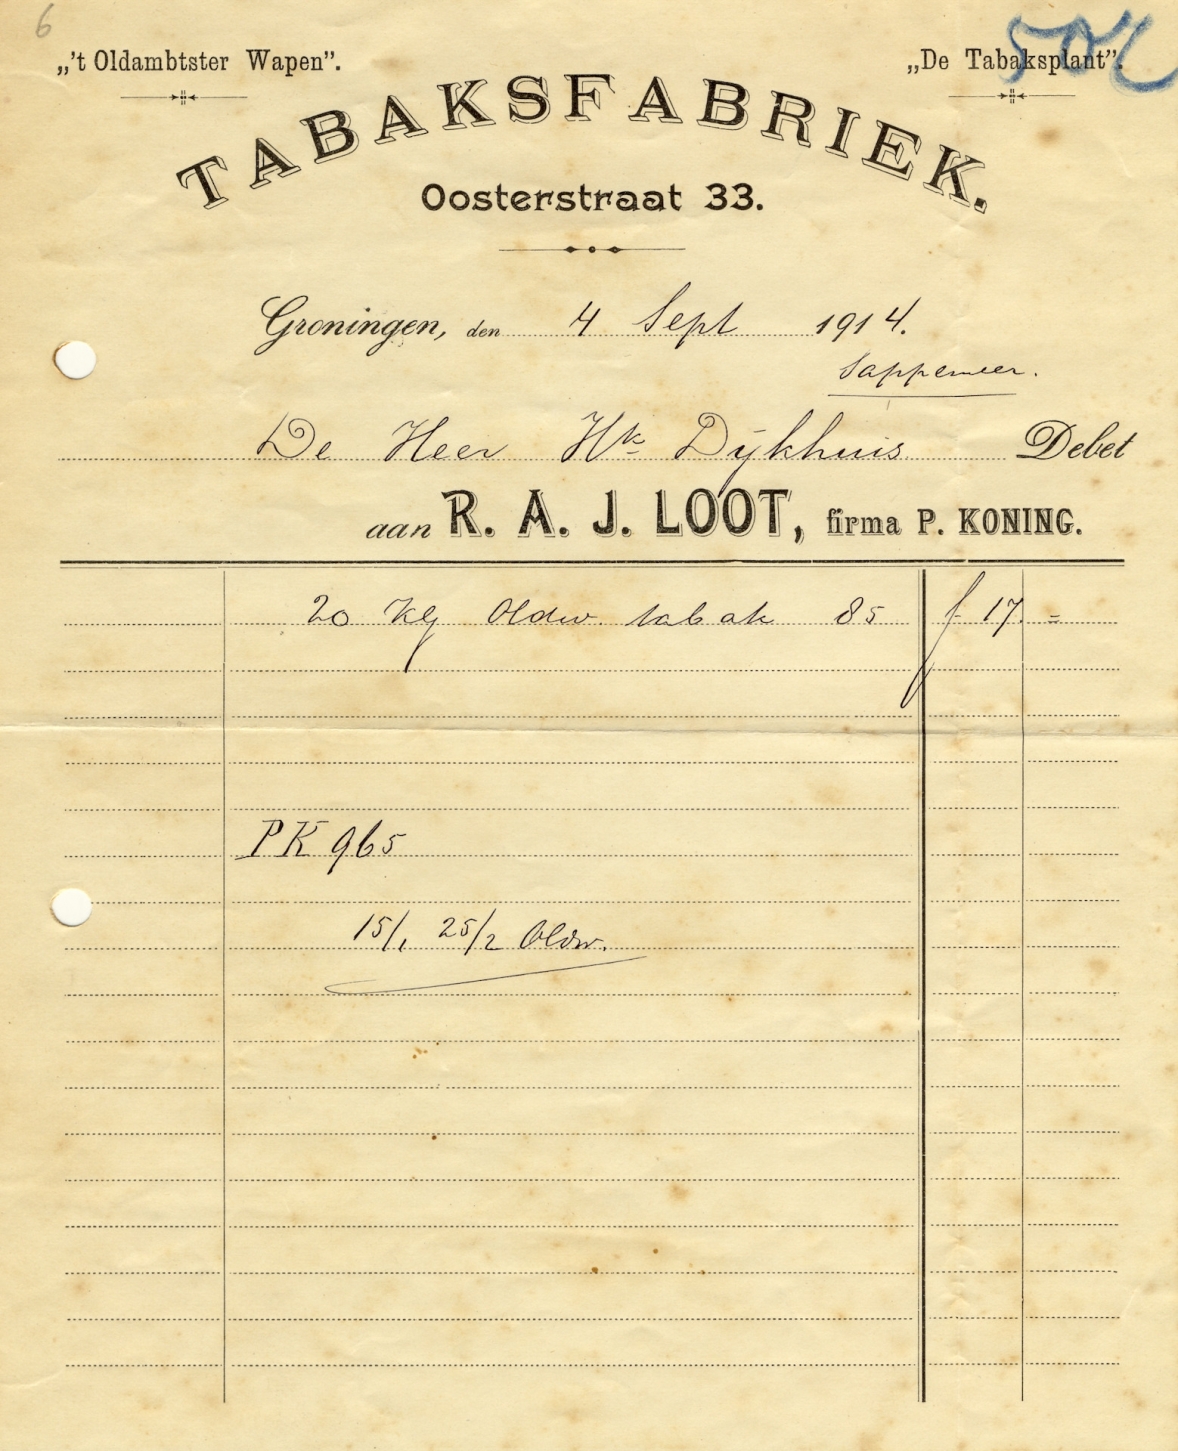 6
„'t Oldambtster Wapen”.
„De Tabaksplant”.
TABAKSFABRIEK.
Oosterstraat 33.
Groningen, den 4 Sept 1914.
Sappemeer.
De Heer Hk Dijkhuis Debet
aan R. A. J. LOOT, firma P. KONING.
20 Kg Oldw. tabak 85 f 17 =
PK 965
15/1 25/2 Oldw.